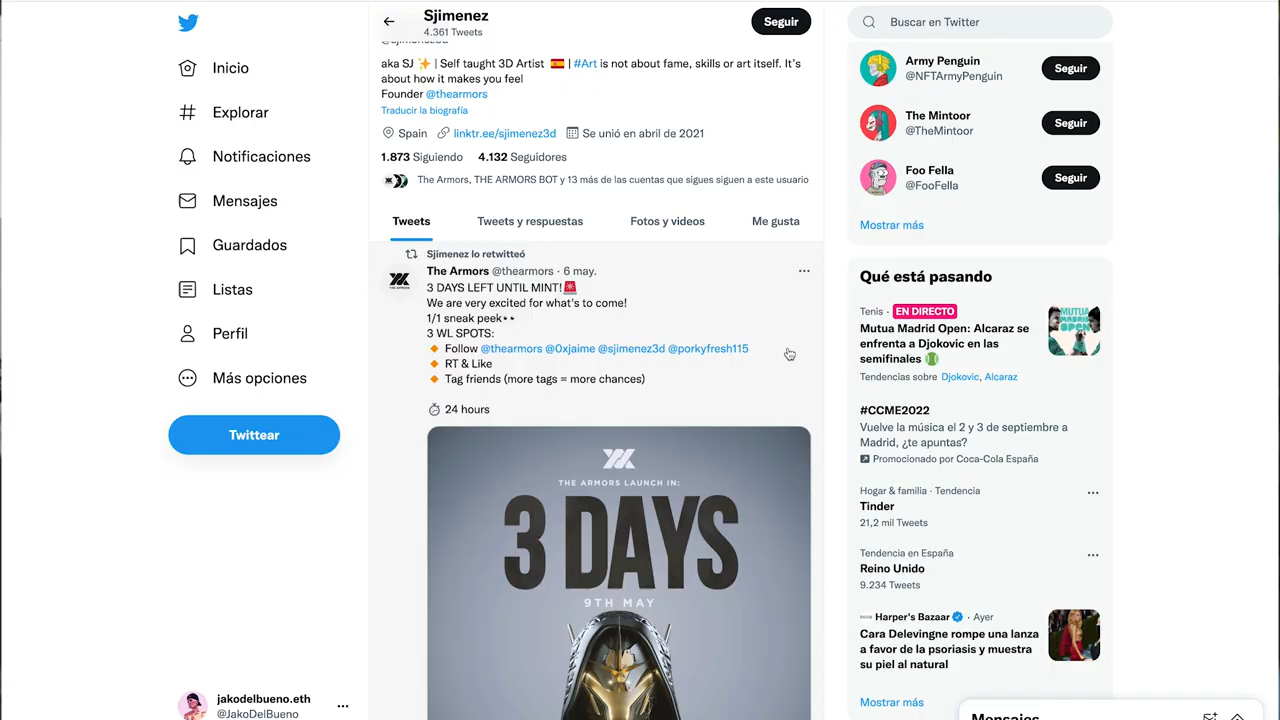 Inicio
Explorar
Notificaciones
Mensajes
Guardados
Listas
Perfil
Más opciones
Twittear
jakodelbueno.eth
@JakoDelBueno
Sjimenez
4.361 Tweets
Seguir
aka SJ ✨ | Self taught 3D Artist 🇪🇸 | #Art is not about fame, skills or art itself. It's
about how it makes you feel
Founder @thearmors
Traducir la biografía
Spain linktr.ee/sjimenez3d Se unió en abril de 2021
1.873 Siguiendo 4.132 Seguidores
The Armors, THE ARMORS BOT y 13 más de las cuentas que sigues siguen a este usuario
Tweets Tweets y respuestas Fotos y videos Me gusta
Sjimenez lo retwitteó
The Armors @thearmors · 6 may.
3 DAYS LEFT UNTIL MINT!🚨
We are very excited for what's to come!
1/1 sneak peek👀
3 WL SPOTS:
🔸 Follow @thearmors @0xjaime @sjimenez3d @porkyfresh115
🔸 RT & Like
🔸 Tag friends (more tags = more chances)
⏱ 24 hours
THE ARMORS LAUNCH IN:
3 DAYS
9TH MAY
Buscar en Twitter
Army Penguin
@NFTArmyPenguin
Seguir
The Mintoor
@TheMintoor
Seguir
Foo Fella
@FooFella
Seguir
Mostrar más
Qué está pasando
Tenis · EN DIRECTO
Mutua Madrid Open: Alcaraz se
enfrenta a Djokovic en las
semifinales 🎾
Tendencias sobre Djokovic, Alcaraz
MUTUA
MADRID
OPEN
#CCME2022
Vuelve la música el 2 y 3 de septiembre a
Madrid, ¿te apuntas?
Promocionado por Coca-Cola España
Hogar & familia · Tendencia
Tinder
21,2 mil Tweets
Tendencia en España
Reino Unido
9.234 Tweets
Harper's Bazaar · Ayer
Cara Delevingne rompe una lanza
a favor de la psoriasis y muestra
su piel al natural
Mostrar más
Mensajes